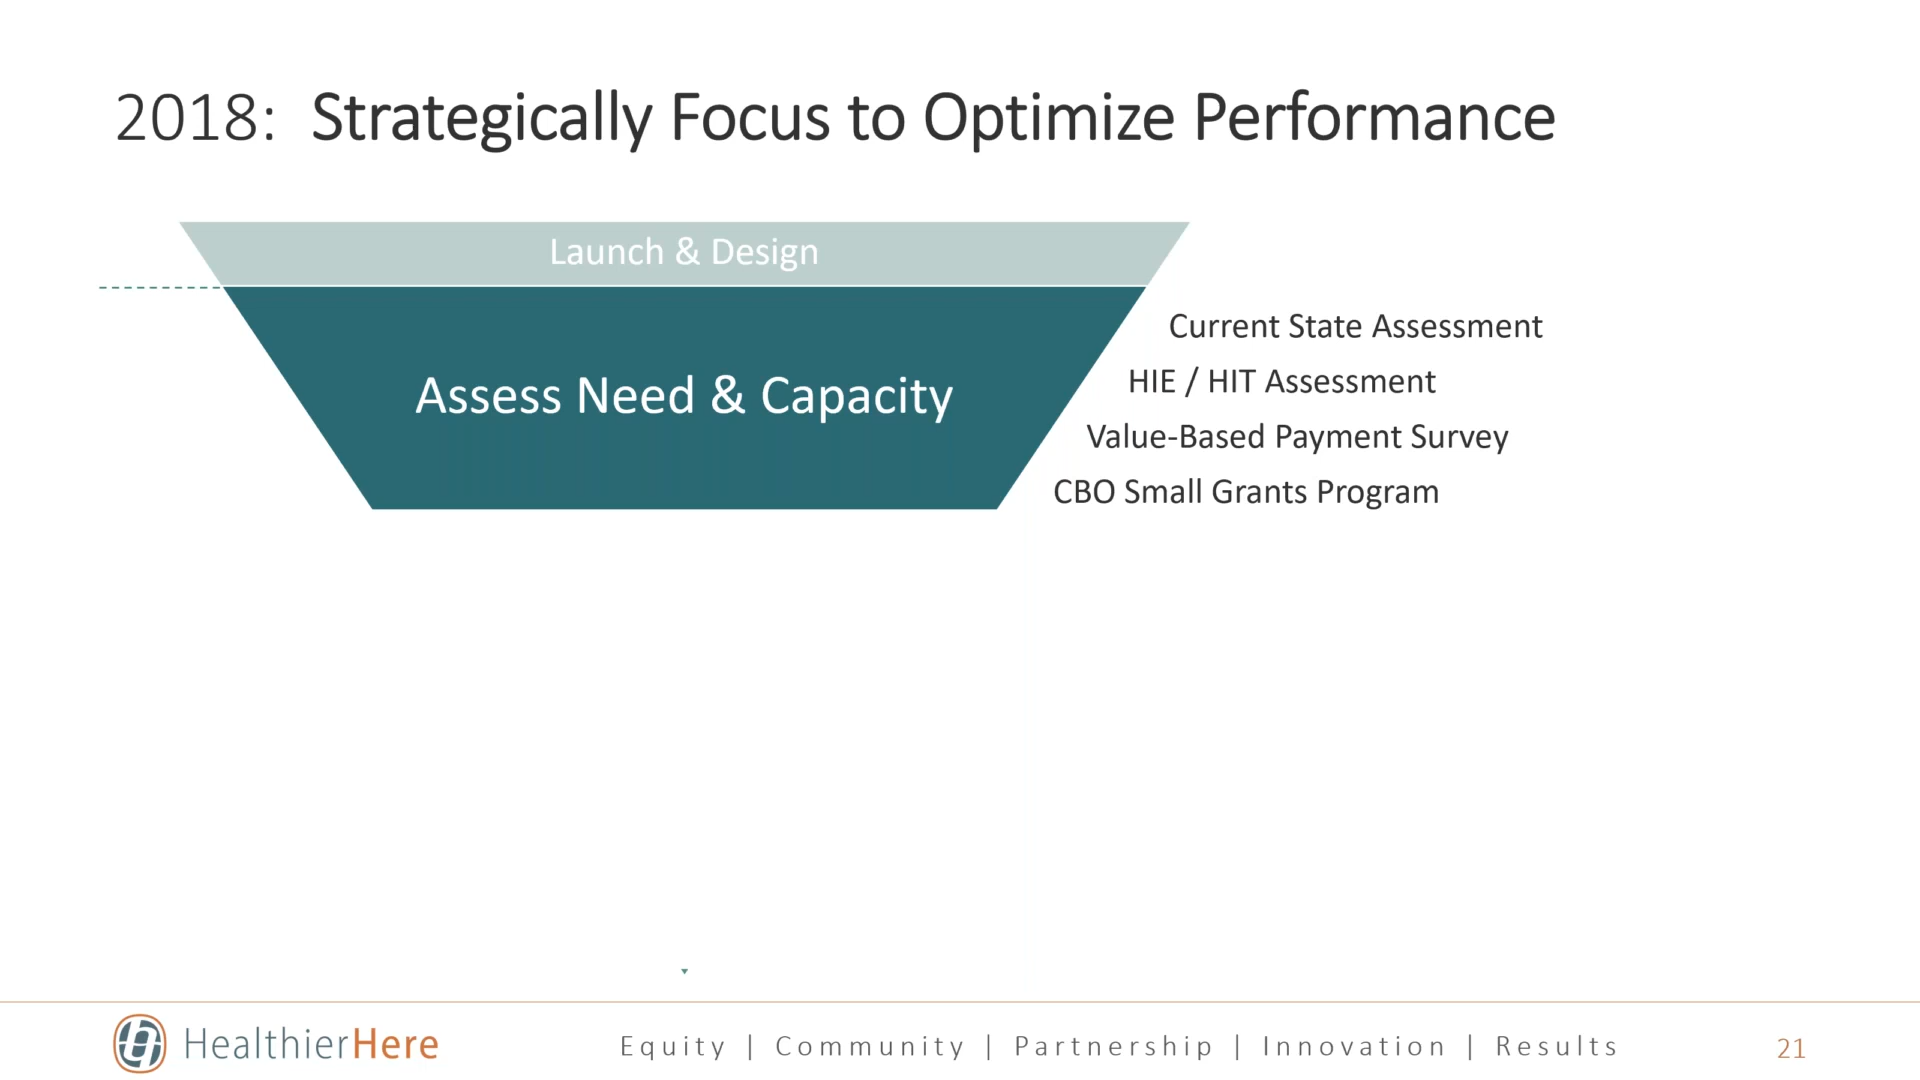 2018: Strategically Focus to Optimize Performance
Launch & Design
Assess Need & Capacity
Current State Assessment
HIE / HIT Assessment
Value-Based Payment Survey
CBO Small Grants Program
HealthierHere
Equity | Community | Partnership | Innovation | Results
21